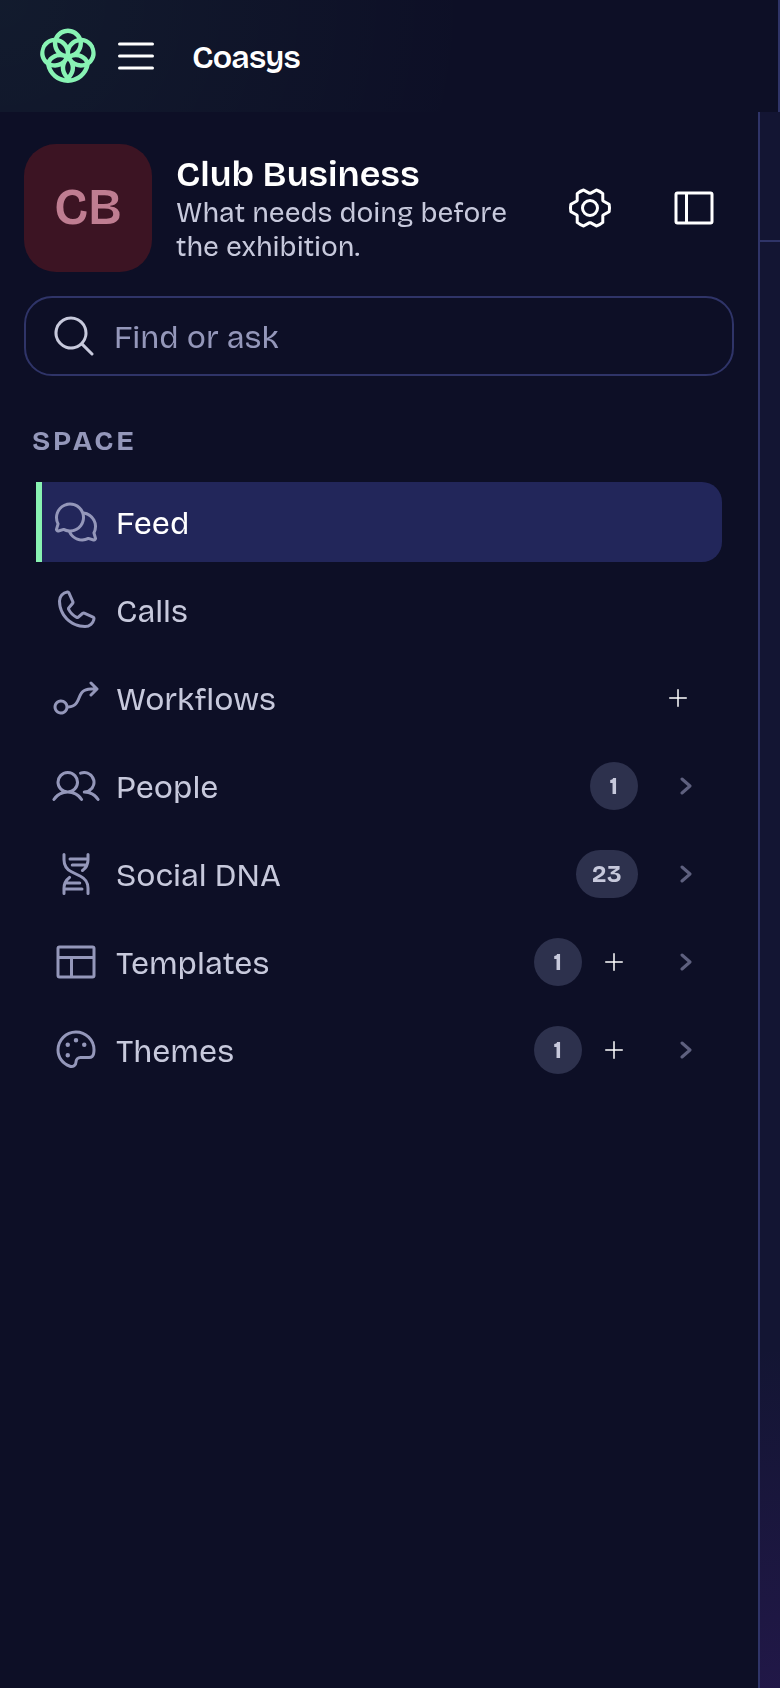 Coasys
CB
Club Business
What needs doing before
the exhibition.
Find or ask
SPACE
Feed
Calls
Workflows
People 1
Social DNA 23
Templates 1
Themes 1